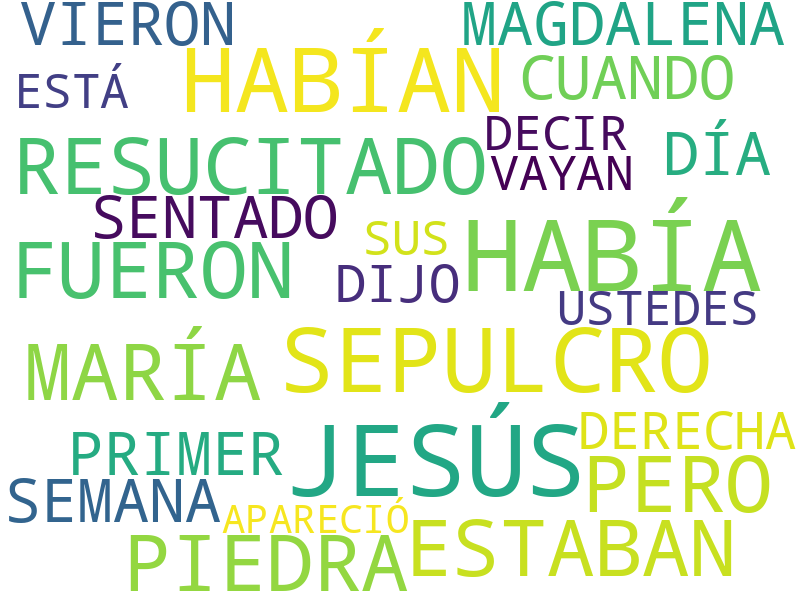 VIERON
MAGDALENA
HABÍAN
CUANDO
ESTÁ
DECIR
DÍA
RESUCITADO
VAYAN
SENTADO
SUS
HABÍA
FUERON
DIJO
USTEDES
SEPULCRO
MARÍA
JESÚS
DERECHA
PRIMER
PERO
SEMANA
APARECIÓ
ESTABAN
PIEDRA